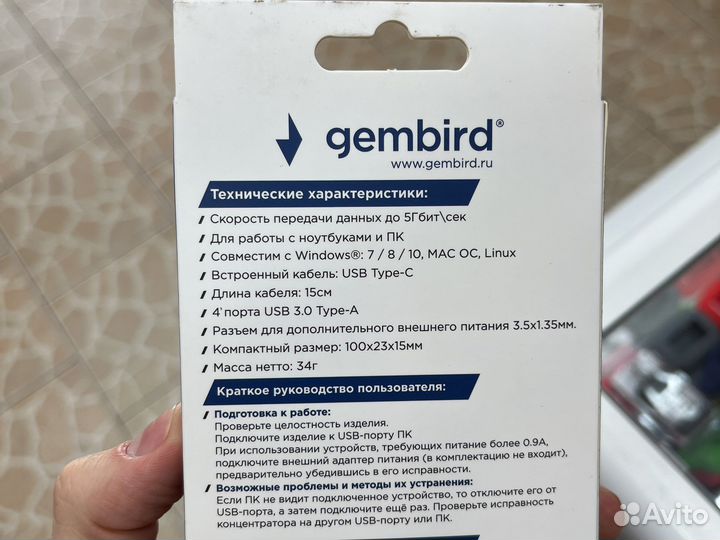 gembird®
www.gembird.ru
Технические характеристики:
Скорость передачи данных до 5Гбит\сек
Для работы с ноутбуками и ПК
Совместим с Windows®: 7 / 8 / 10, MAC ОС, Linux
Встроенный кабель: USB Type-C
Длина кабеля: 15см
4 порта USB 3.0 Type-A
Разъем для дополнительного внешнего питания 3.5x1.35мм.
Компактный размер: 100x23x15мм
Масса нетто: 34г
Краткое руководство пользователя:
Подготовка к работе:
Проверьте целостность изделия.
Подключите изделие к USB-порту ПК
При использовании устройств, требующих питание более 0.9А,
подключите внешний адаптер питания (в комплектацию не входит),
предварительно убедившись в его исправности.
Возможные проблемы и методы их устранения:
Если ПК не видит подключенное устройство, то отключите его от
USB-порта, а затем подключите ещё раз. Проверьте исправность
концентратора на другом USB-порту или ПК.
Avito